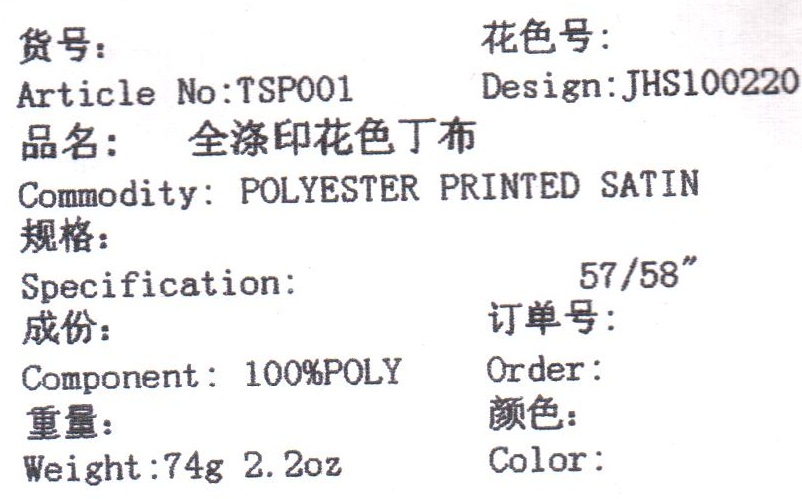 货号: 花色号:
Article No:TSP001 Design:JHS100220
品名: 全涤印花色丁布
Commodity: POLYESTER PRINTED SATIN
规格:
Specification: 57/58"
成份: 订单号:
Component: 100%POLY Order:
重量: 颜色:
Weight:74g 2.2oz Color: